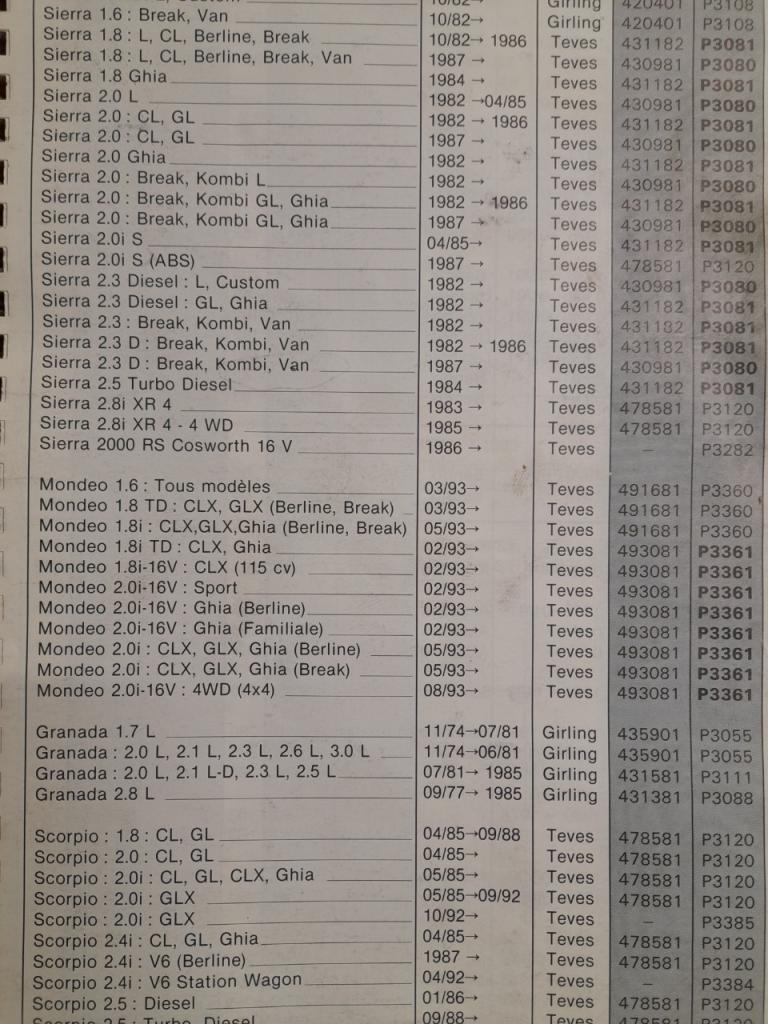 Sierra 1.6 : Break, Van 10/82→ Girling 420401 P3108
Sierra 1.8 : L, CL, Berline, Break 10/82→ 1986 Teves 431182 P3081
Sierra 1.8 : L, CL, Berline, Break, Van 1987 → Teves 430981 P3080
Sierra 1.8 Ghia 1984 → Teves 431182 P3081
Sierra 2.0 L 1982 →04/85 Teves 430981 P3080
Sierra 2.0 : CL, GL 1982 → 1986 Teves 431182 P3081
Sierra 2.0 : CL, GL 1987 → Teves 430981 P3080
Sierra 2.0 Ghia 1982 → Teves 431182 P3081
Sierra 2.0 : Break, Kombi L 1982 → Teves 430981 P3080
Sierra 2.0 : Break, Kombi GL, Ghia 1982 → 1986 Teves 431182 P3081
Sierra 2.0 : Break, Kombi GL, Ghia 1987 → Teves 430981 P3080
Sierra 2.0i S 04/85→ Teves 431182 P3081
Sierra 2.0i S (ABS) 1987 → Teves 478581 P3120
Sierra 2.3 Diesel : L, Custom 1982 → Teves 430981 P3080
Sierra 2.3 Diesel : GL, Ghia 1982 → Teves 431182 P3081
Sierra 2.3 : Break, Kombi, Van 1982 → Teves 431182 P3081
Sierra 2.3 D : Break, Kombi, Van 1982 → 1986 Teves 431182 P3081
Sierra 2.3 D : Break, Kombi, Van 1987 → Teves 430981 P3080
Sierra 2.5 Turbo Diesel 1984 → Teves 431182 P3081
Sierra 2.8i XR 4 1983 → Teves 478581 P3120
Sierra 2.8i XR 4 - 4 WD 1985 → Teves 478581 P3120
Sierra 2000 RS Cosworth 16 V 1986 → Teves – P3282
Mondeo 1.6 : Tous modèles 03/93→ Teves 491681 P3360
Mondeo 1.8 TD : CLX, GLX (Berline, Break) 03/93→ Teves 491681 P3360
Mondeo 1.8i : CLX,GLX,Ghia (Berline, Break) 05/93→ Teves 491681 P3360
Mondeo 1.8i TD : CLX, Ghia 02/93→ Teves 493081 P3361
Mondeo 1.8i-16V : CLX (115 cv) 02/93→ Teves 493081 P3361
Mondeo 2.0i-16V : Sport 02/93→ Teves 493081 P3361
Mondeo 2.0i-16V : Ghia (Berline) 02/93→ Teves 493081 P3361
Mondeo 2.0i-16V : Ghia (Familiale) 02/93→ Teves 493081 P3361
Mondeo 2.0i : CLX, GLX, Ghia (Berline) 05/93→ Teves 493081 P3361
Mondeo 2.0i : CLX, GLX, Ghia (Break) 05/93→ Teves 493081 P3361
Mondeo 2.0i-16V : 4WD (4x4) 08/93→ Teves 493081 P3361
Granada 1.7 L 11/74→07/81 Girling 435901 P3055
Granada : 2.0 L, 2.1 L, 2.3 L, 2.6 L, 3.0 L 11/74→06/81 Girling 435901 P3055
Granada : 2.0 L, 2.1 L-D, 2.3 L, 2.5 L 07/81→ 1985 Girling 431581 P3111
Granada 2.8 L 09/77→ 1985 Girling 431381 P3088
Scorpio : 1.8 : CL, GL 04/85→09/88 Teves 478581 P3120
Scorpio : 2.0 : CL, GL 04/85→ Teves 478581 P3120
Scorpio : 2.0i : CL, GL, CLX, Ghia 05/85→ Teves 478581 P3120
Scorpio : 2.0i : GLX 05/85→09/92 Teves 478581 P3120
Scorpio : 2.0i : GLX 10/92→ Teves – P3385
Scorpio 2.4i : CL, GL, Ghia 04/85→ Teves 478581 P3120
Scorpio 2.4i : V6 (Berline) 1987 → Teves 478581 P3120
Scorpio 2.4i : V6 Station Wagon 04/92→ Teves – P3384
Scorpio 2.5 : Diesel 01/86→ Teves 478581 P3120
Scorpio 2.5 : Turbo, Diesel 09/88→ Teves 478581 P3120